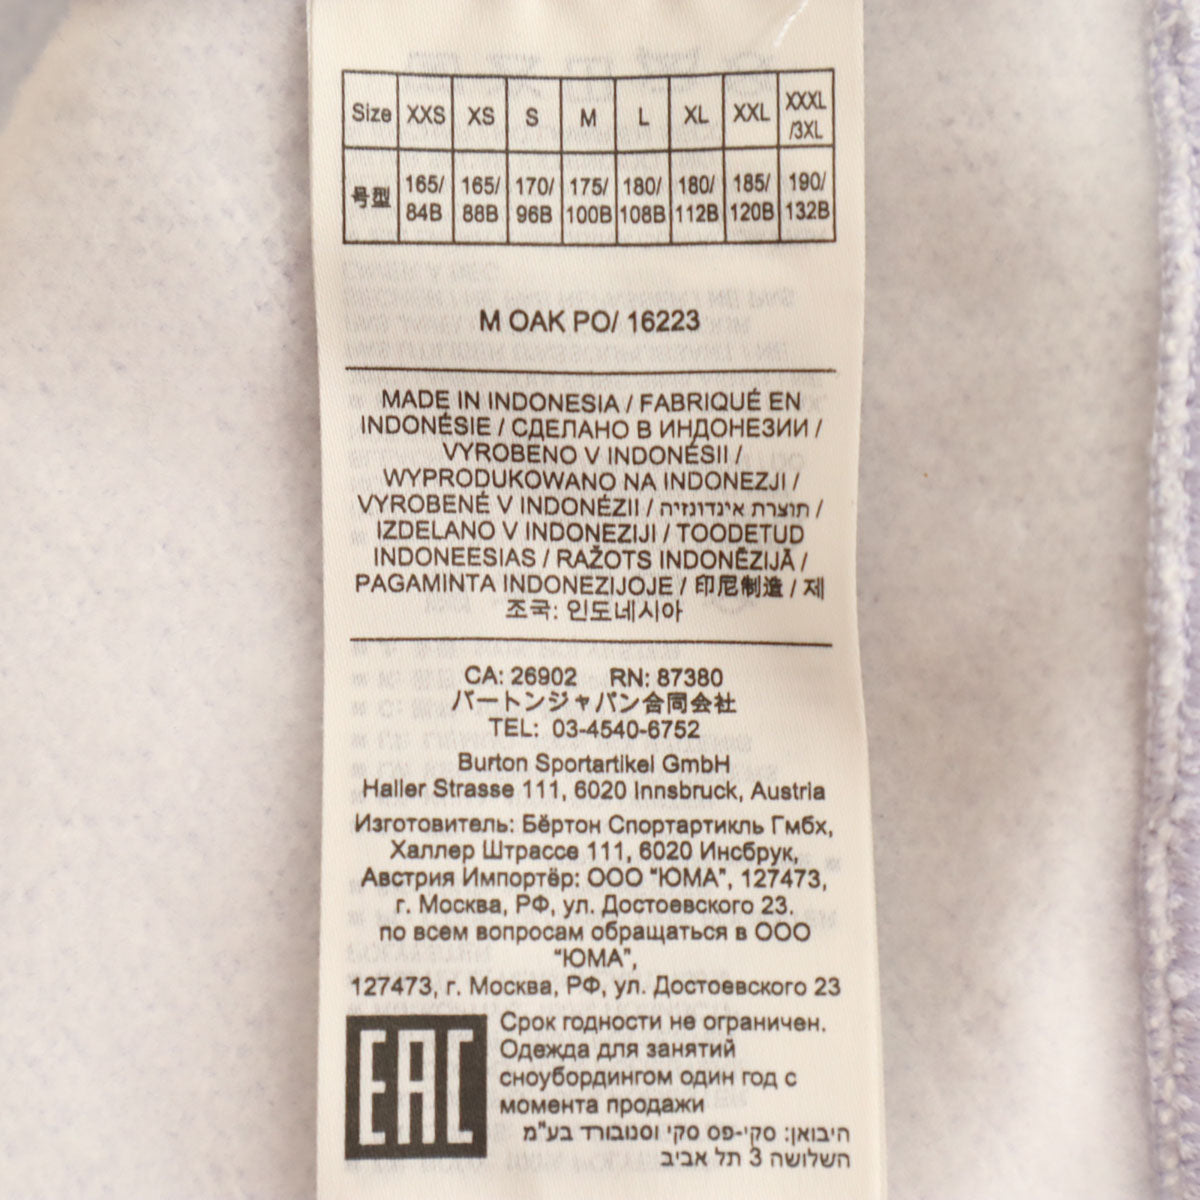 Size XXS XS S M L XL XXL XXXL/3XL
号型 165/84B 165/88B 170/96B 175/100B 180/108B 180/112B 185/120B 190/132B
M OAK PO/ 16223
MADE IN INDONESIA / FABRIQUÉ EN
INDONÉSIE / СДЕЛАНО В ИНДОНЕЗИИ /
VYROBENO V INDONÉSII /
WYPRODUKOWANO NA INDONEZJI /
VYROBENÉ V INDONÉZII / תוצרת אינדונזיה /
IZDELANO V INDONEZIJI / TOODETUD
INDONEESIAS / RAŽOTS INDONĒZIJĀ /
PAGAMINTA INDONEZIJOJE / 印尼制造 / 제
조국: 인도네시아
CA: 26902 RN: 87380
バートンジャパン合同会社
TEL: 03-4540-6752
Burton Sportartikel GmbH
Haller Strasse 111, 6020 Innsbruck, Austria
Изготовитель: Бёртон Спортартикль Гмбх,
Халлер Штрассе 111, 6020 Инсбрук,
Австрия Импортёр: ООО "ЮМА", 127473,
г. Москва, РФ, ул. Достоевского 23.
по всем вопросам обращаться в ООО
"ЮМА",
127473, г. Москва, РФ, ул. Достоевского 23
EAC
Срок годности не ограничен.
Одежда для занятий
сноубордингом один год с
момента продажи
היבואן: סקי-פס סקי וסנובורד בע"מ
השלושה 3 תל אביב